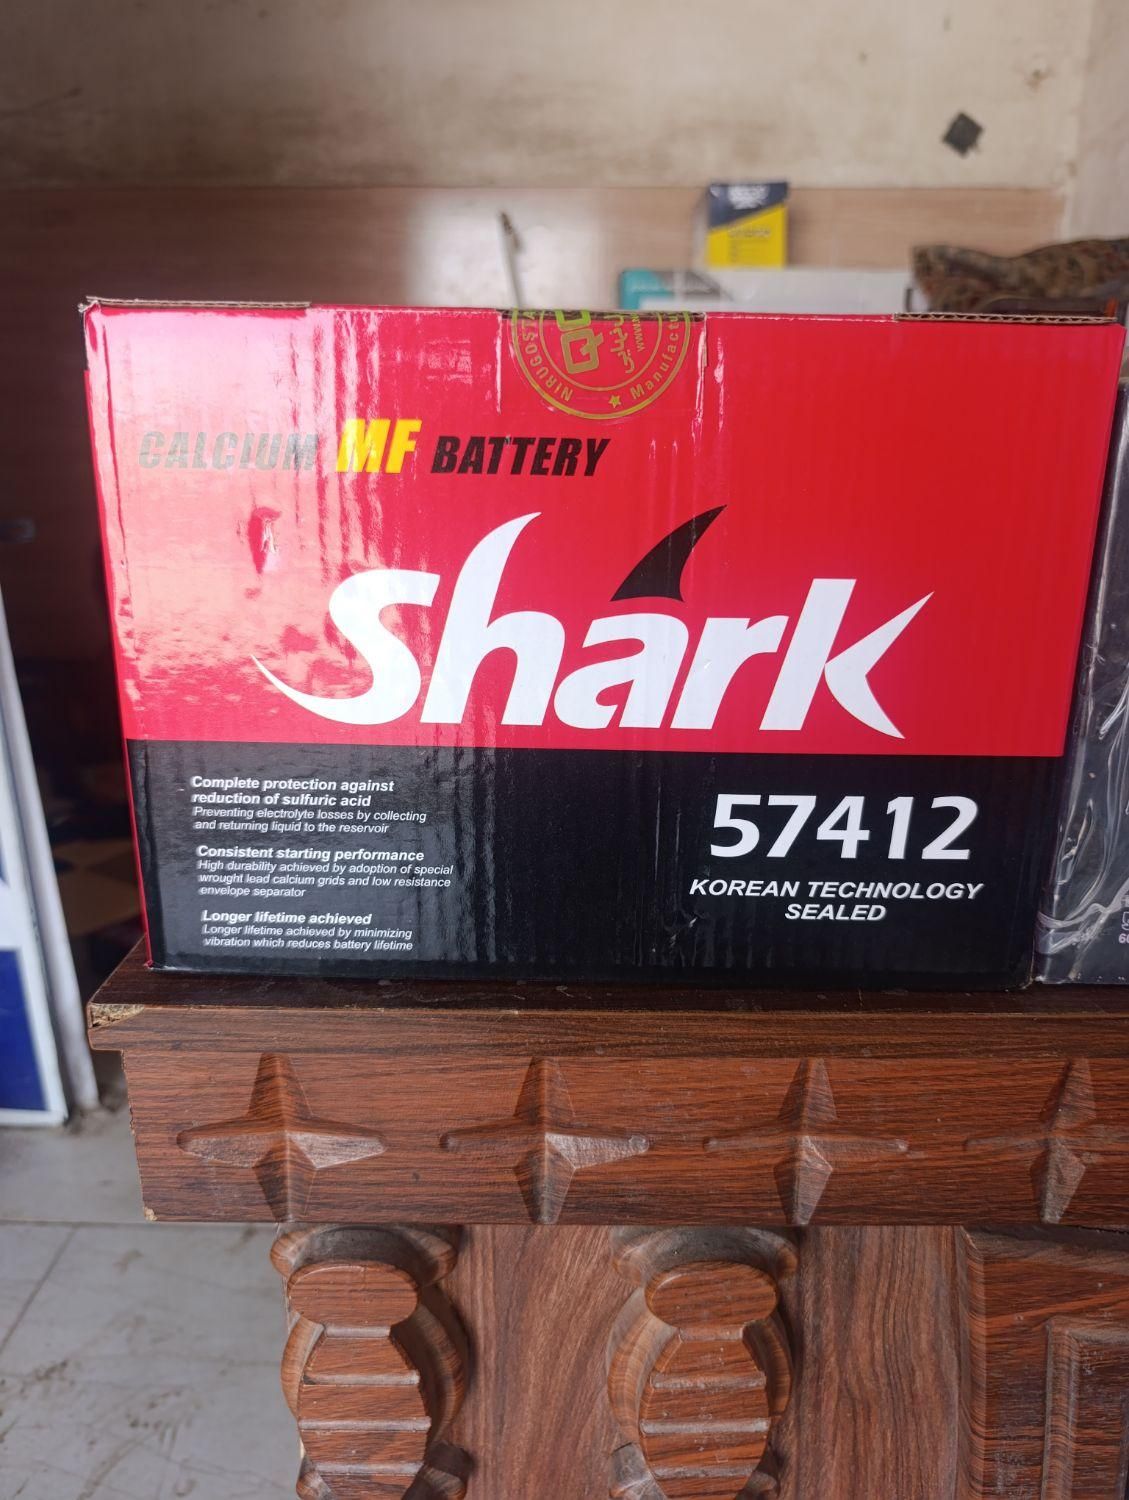 NIRUGOSTA
Manufactu
CALCIUM MF BATTERY
Shark
Complete protection against
reduction of sulfuric acid
Preventing electrolyte losses by collecting
and returning liquid to the reservoir
Consistent starting performance
High durability achieved by adoption of special
wrought lead calcium grids and low resistance
envelope separator
Longer lifetime achieved
Longer lifetime achieved by minimizing
vibration which reduces battery lifetime
57412
KOREAN TECHNOLOGY
SEALED